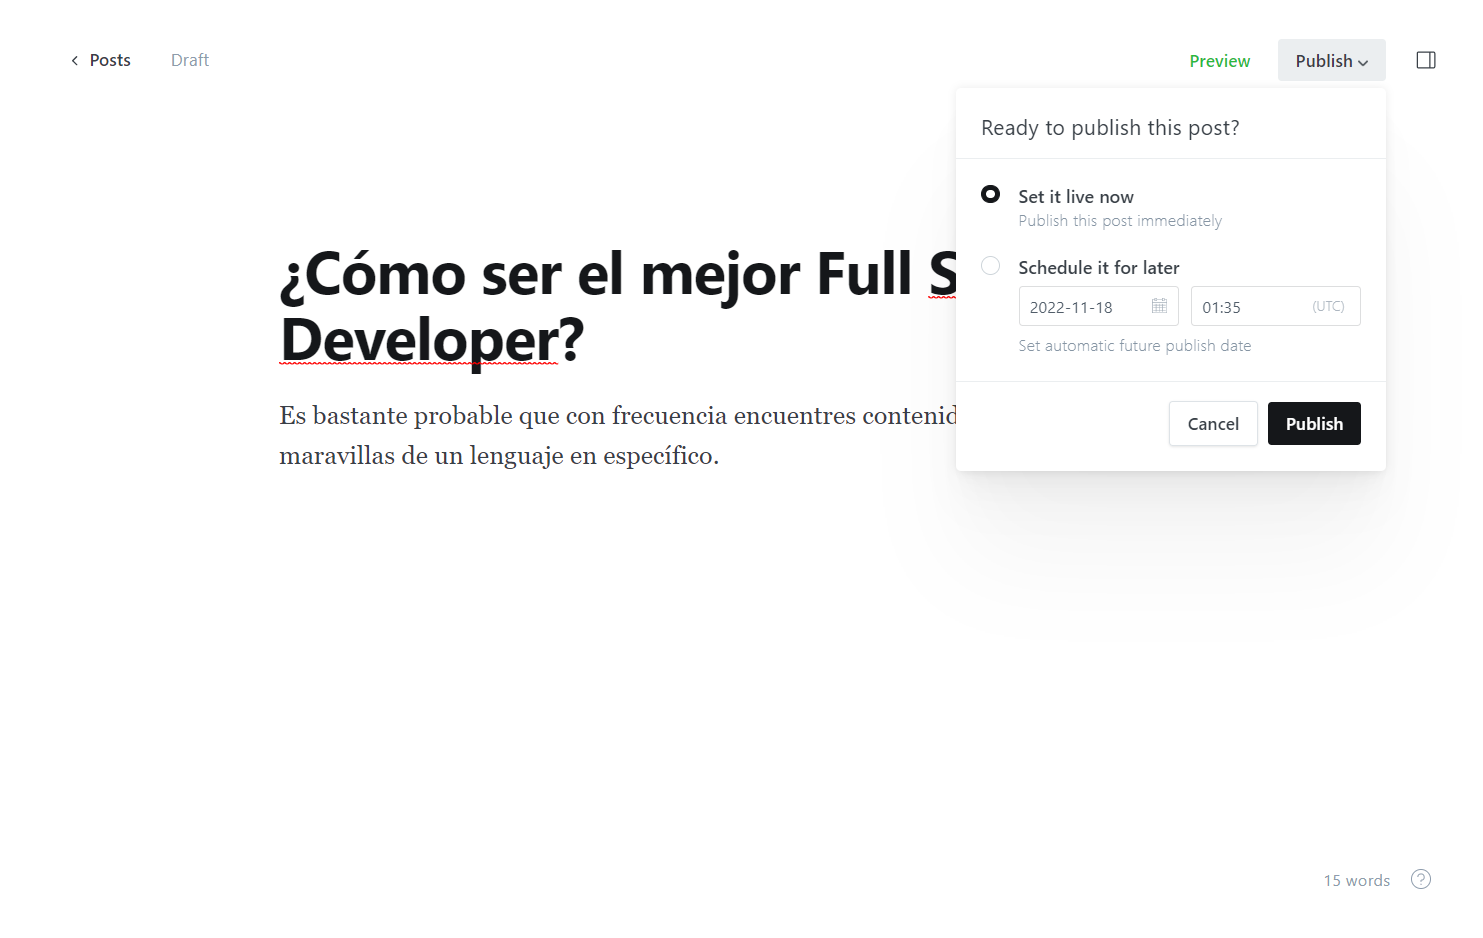 Posts
Draft
Preview
Publish
Ready to publish this post?
Set it live now
Publish this post immediately
Schedule it for later
2022-11-18
01:35
(UTC)
Set automatic future publish date
Cancel
Publish
¿Cómo ser el mejor Full
Developer?
Es bastante probable que con frecuencia encuentres
maravillas de un lenguaje en específico.
15 words